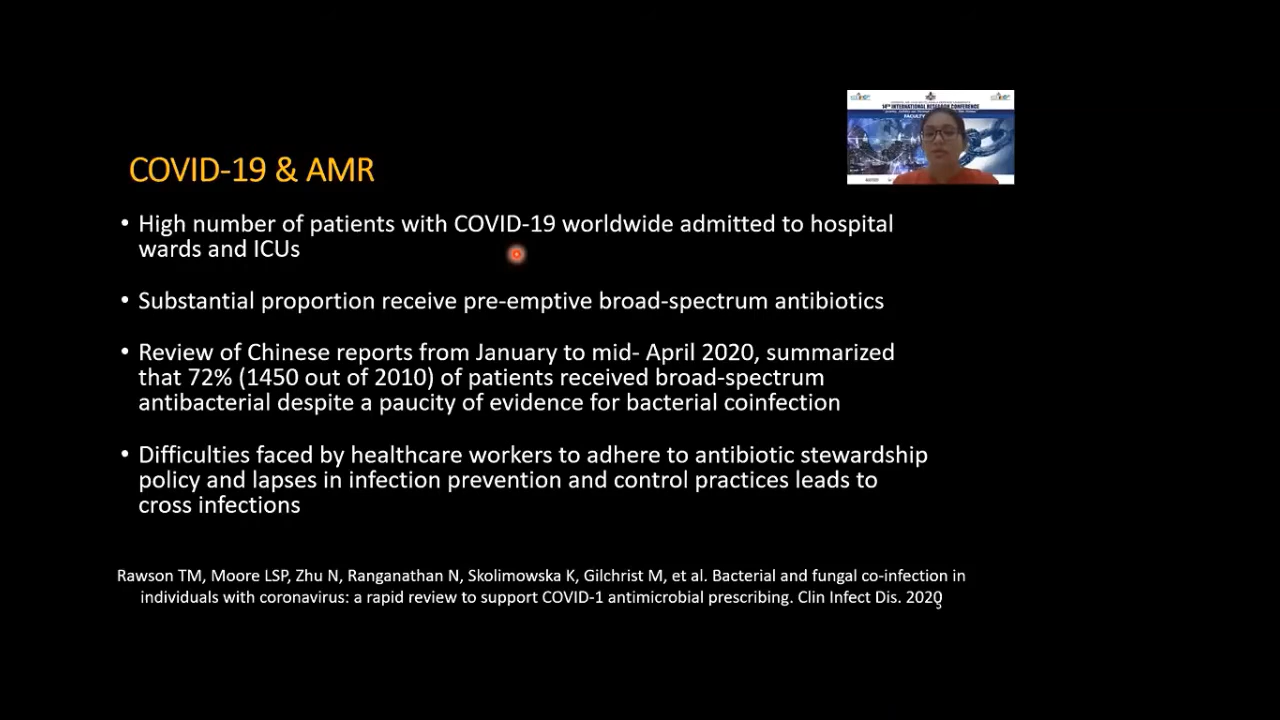 14TH INTERNATIONAL RESEARCH CONFERENCE
FACULTY
COVID-19 & AMR
• High number of patients with COVID-19 worldwide admitted to hospital
wards and ICUs
• Substantial proportion receive pre-emptive broad-spectrum antibiotics
• Review of Chinese reports from January to mid- April 2020, summarized
that 72% (1450 out of 2010) of patients received broad-spectrum
antibacterial despite a paucity of evidence for bacterial coinfection
• Difficulties faced by healthcare workers to adhere to antibiotic stewardship
policy and lapses in infection prevention and control practices leads to
cross infections
Rawson TM, Moore LSP, Zhu N, Ranganathan N, Skolimowska K, Gilchrist M, et al. Bacterial and fungal co-infection in
individuals with coronavirus: a rapid review to support COVID-1 antimicrobial prescribing. Clin Infect Dis. 2020